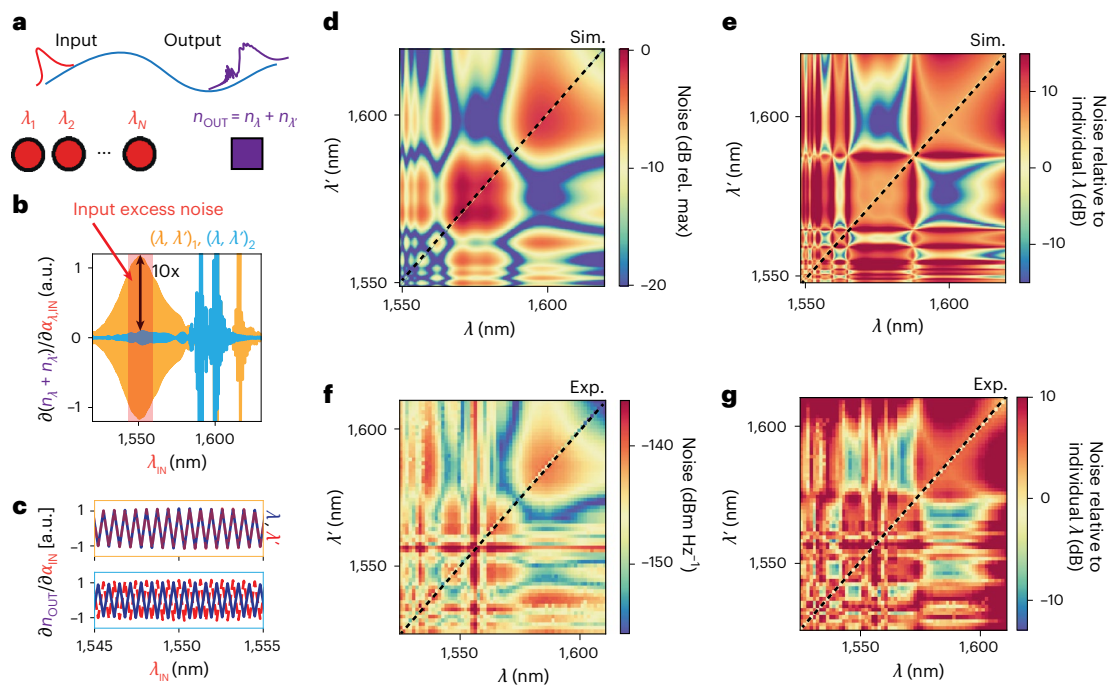 a
Input
Output
λ1
λ2
...
λN
nOUT = nλ + nλ′
b
Input excess noise
(λ, λ′)1, (λ, λ′)2
10x
∂(nλ + nλ′)/∂αλ,IN (a.u.)
1
0
−1
1,550
1,600
λIN (nm)
c
∂nOUT/∂αIN [a.u.]
1
−1
1
−1
λ, λ′
1,545
1,550
1,555
λIN (nm)
d
Sim.
λ′ (nm)
1,600
1,550
1,550
1,600
λ (nm)
0
−10
−20
Noise (dB rel. max)
e
Sim.
λ′ (nm)
1,600
1,550
1,550
1,600
λ (nm)
10
0
−10
Noise relative to
individual λ (dB)
f
Exp.
λ′ (nm)
1,600
1,550
1,550
1,600
λ (nm)
−140
−150
Noise (dBm Hz−1)
g
Exp.
λ′ (nm)
1,600
1,550
1,550
1,600
λ (nm)
10
0
−10
Noise relative to
individual λ (dB)